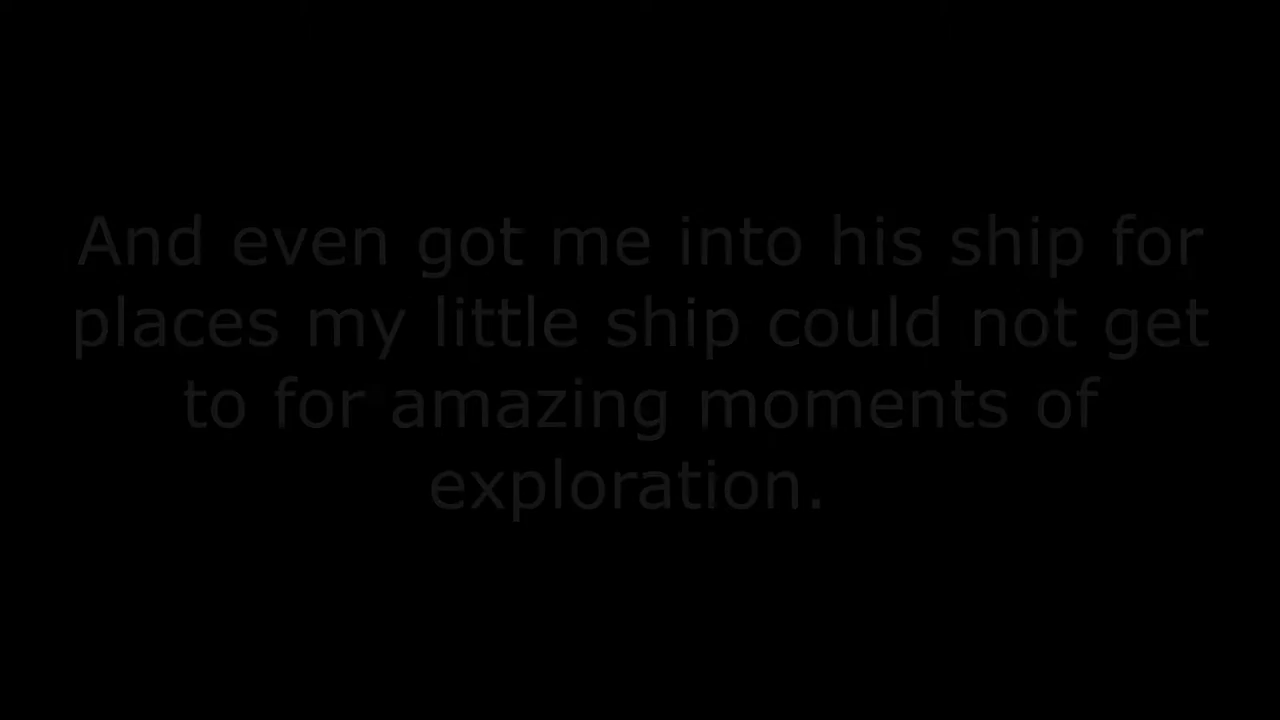 And even got me into his ship for
places my little ship could not get
to for amazing moments of
exploration.